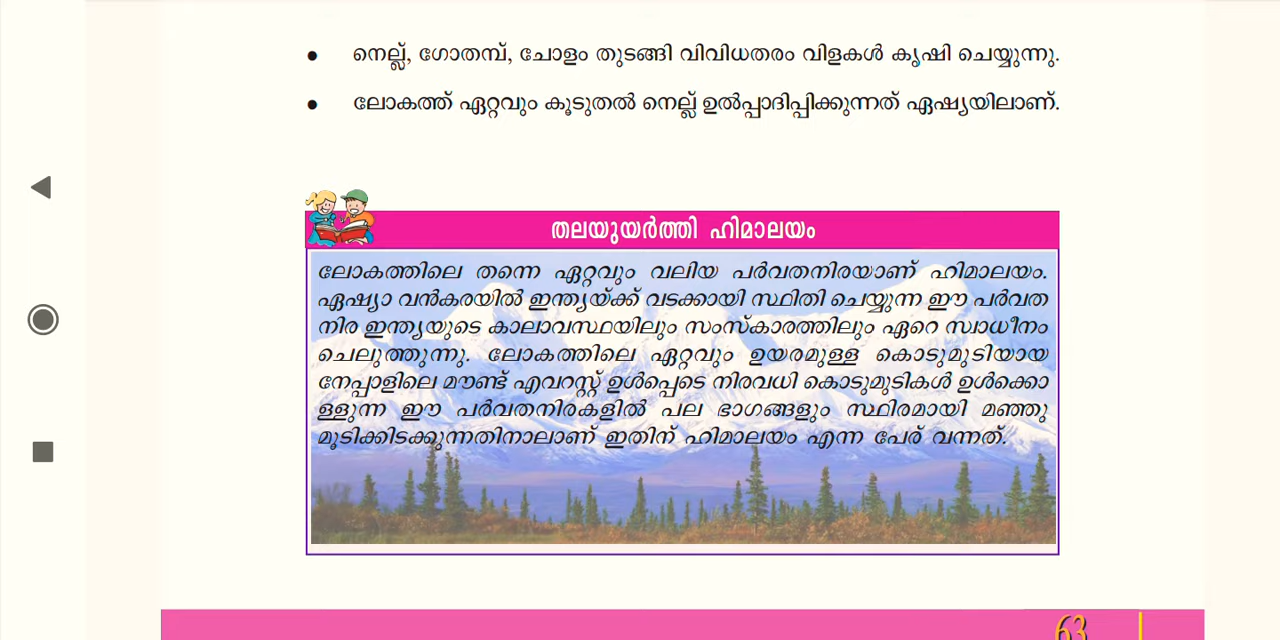 നെല്ല്, ഗോതമ്പ്, ചോളം തുടങ്ങി വിവിധതരം വിളകൾ കൃഷി ചെയ്യുന്നു.
ലോകത്ത് ഏറ്റവും കൂടുതൽ നെല്ല് ഉൽപ്പാദിപ്പിക്കുന്നത് ഏഷ്യയിലാണ്.
തലയുയർത്തി ഹിമാലയം
ലോകത്തിലെ തന്നെ ഏറ്റവും വലിയ പർവതനിരയാണ് ഹിമാലയം.
ഏഷ്യാ വൻകരയിൽ ഇന്ത്യയ്ക്ക് വടക്കായി സ്ഥിതി ചെയ്യുന്ന ഈ പർവത
നിര ഇന്ത്യയുടെ കാലാവസ്ഥയിലും സംസ്കാരത്തിലും ഏറെ സ്വാധീനം
ചെലുത്തുന്നു. ലോകത്തിലെ ഏറ്റവും ഉയരമുള്ള കൊടുമുടിയായ
നേപ്പാളിലെ മൗണ്ട് എവറസ്റ്റ് ഉൾപ്പെടെ നിരവധി കൊടുമുടികൾ ഉൾക്കൊ
ള്ളുന്ന ഈ പർവതനിരകളിൽ പല ഭാഗങ്ങളും സ്ഥിരമായി മഞ്ഞു
മൂടിക്കിടക്കുന്നതിനാലാണ് ഇതിന് ഹിമാലയം എന്ന പേര് വന്നത്.
63